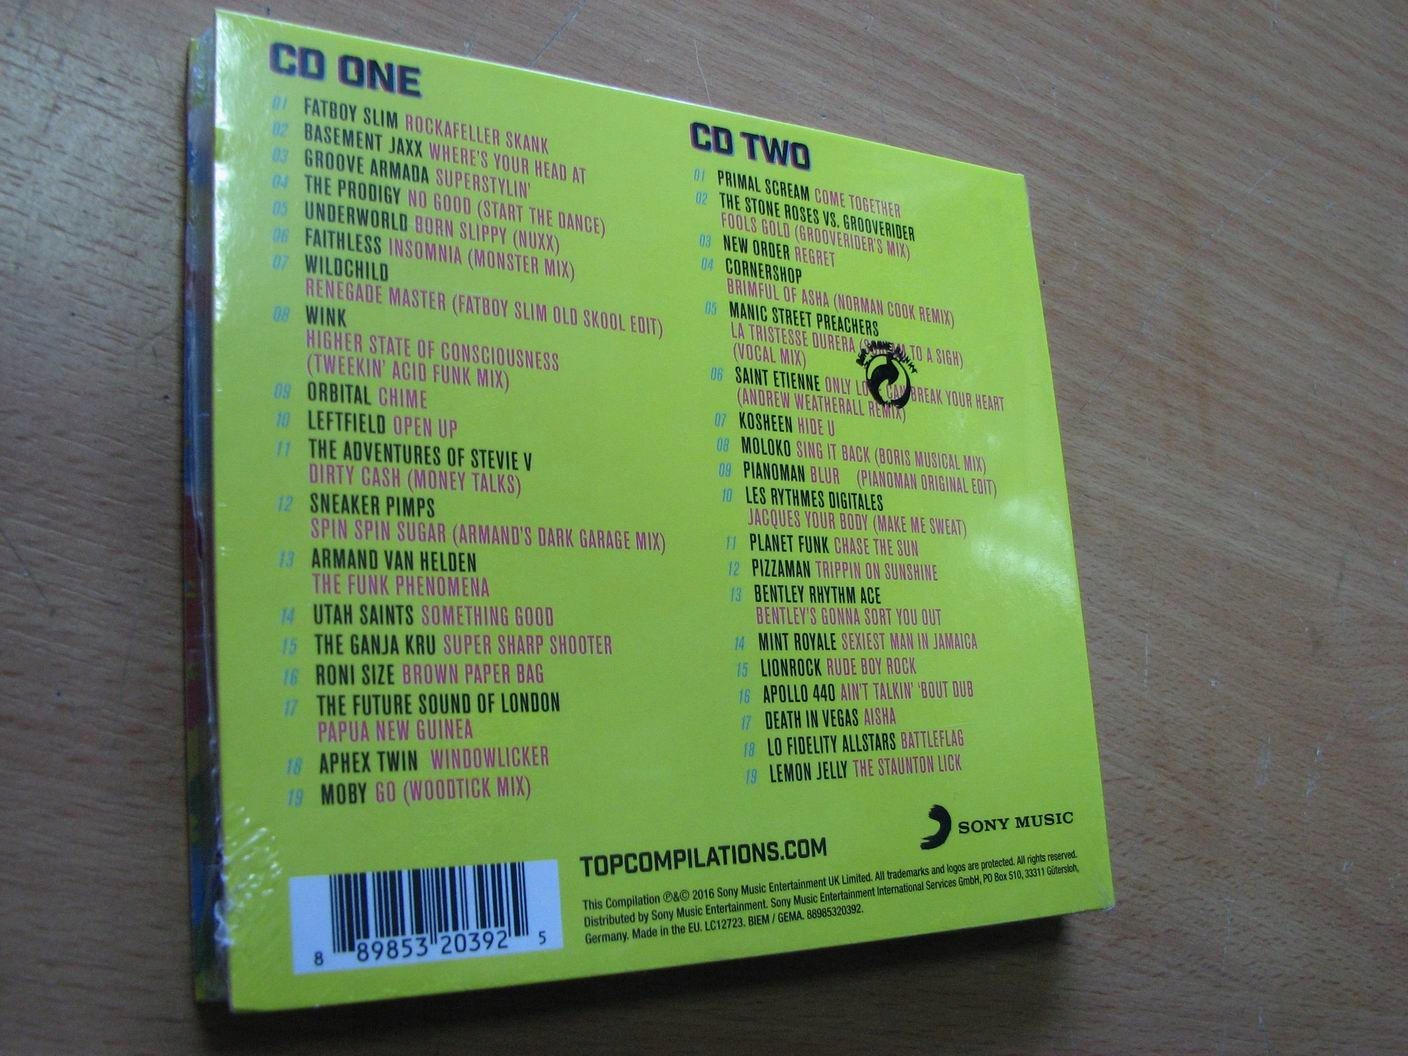 CD ONE
01 FATBOY SLIM ROCKAFELLER SKANK
02 BASEMENT JAXX WHERE'S YOUR HEAD AT
03 GROOVE ARMADA SUPERSTYLIN'
04 THE PRODIGY NO GOOD (START THE DANCE)
05 UNDERWORLD BORN SLIPPY (NUXX)
06 FAITHLESS INSOMNIA (MONSTER MIX)
07 WILDCHILD
RENEGADE MASTER (FATBOY SLIM OLD SKOOL EDIT)
08 WINK
HIGHER STATE OF CONSCIOUSNESS
(TWEEKIN' ACID FUNK MIX)
09 ORBITAL CHIME
10 LEFTFIELD OPEN UP
11 THE ADVENTURES OF STEVIE V
DIRTY CASH (MONEY TALKS)
12 SNEAKER PIMPS
SPIN SPIN SUGAR (ARMAND'S DARK GARAGE MIX)
13 ARMAND VAN HELDEN
THE FUNK PHENOMENA
14 UTAH SAINTS SOMETHING GOOD
15 THE GANJA KRU SUPER SHARP SHOOTER
16 RONI SIZE BROWN PAPER BAG
17 THE FUTURE SOUND OF LONDON
PAPUA NEW GUINEA
18 APHEX TWIN WINDOWLICKER
19 MOBY GO (WOODTICK MIX)
CD TWO
01 PRIMAL SCREAM COME TOGETHER
02 THE STONE ROSES VS. GROOVERIDER
FOOLS GOLD (GROOVERIDER'S MIX)
03 NEW ORDER REGRET
04 CORNERSHOP
BRIMFUL OF ASHA (NORMAN COOK REMIX)
05 MANIC STREET PREACHERS
LA TRISTESSE DURERA TO A SIGH)
(VOCAL MIX)
06 SAINT ETIENNE ONLY LOVE CAN BREAK YOUR HEART
(ANDREW WEATHERALL REMIX)
07 KOSHEEN HIDE U
08 MOLOKO SING IT BACK (BORIS MUSICAL MIX)
09 PIANOMAN BLUR (PIANOMAN ORIGINAL EDIT)
10 LES RYTHMES DIGITALES
JACQUES YOUR BODY (MAKE ME SWEAT)
11 PLANET FUNK CHASE THE SUN
12 PIZZAMAN TRIPPIN ON SUNSHINE
13 BENTLEY RHYTHM ACE
BENTLEY'S GONNA SORT YOU OUT
14 MINT ROYALE SEXIEST MAN IN JAMAICA
15 LIONROCK RUDE BOY ROCK
16 APOLLO 440 AIN'T TALKIN' 'BOUT DUB
17 DEATH IN VEGAS AISHA
18 LO FIDELITY ALLSTARS BATTLEFLAG
19 LEMON JELLY THE STAUNTON LICK
SONY MUSIC
TOPCOMPILATIONS.COM
This Compilation ℗&© 2016 Sony Music Entertainment UK Limited. All trademarks and logos are protected. All rights reserved.
Distributed by Sony Music Entertainment. Sony Music Entertainment International Services GmbH, PO Box 510, 33311 Gütersloh,
Germany. Made in the EU. LC12723. BIEM / GEMA. 88985320392.
8 89853 20392 5